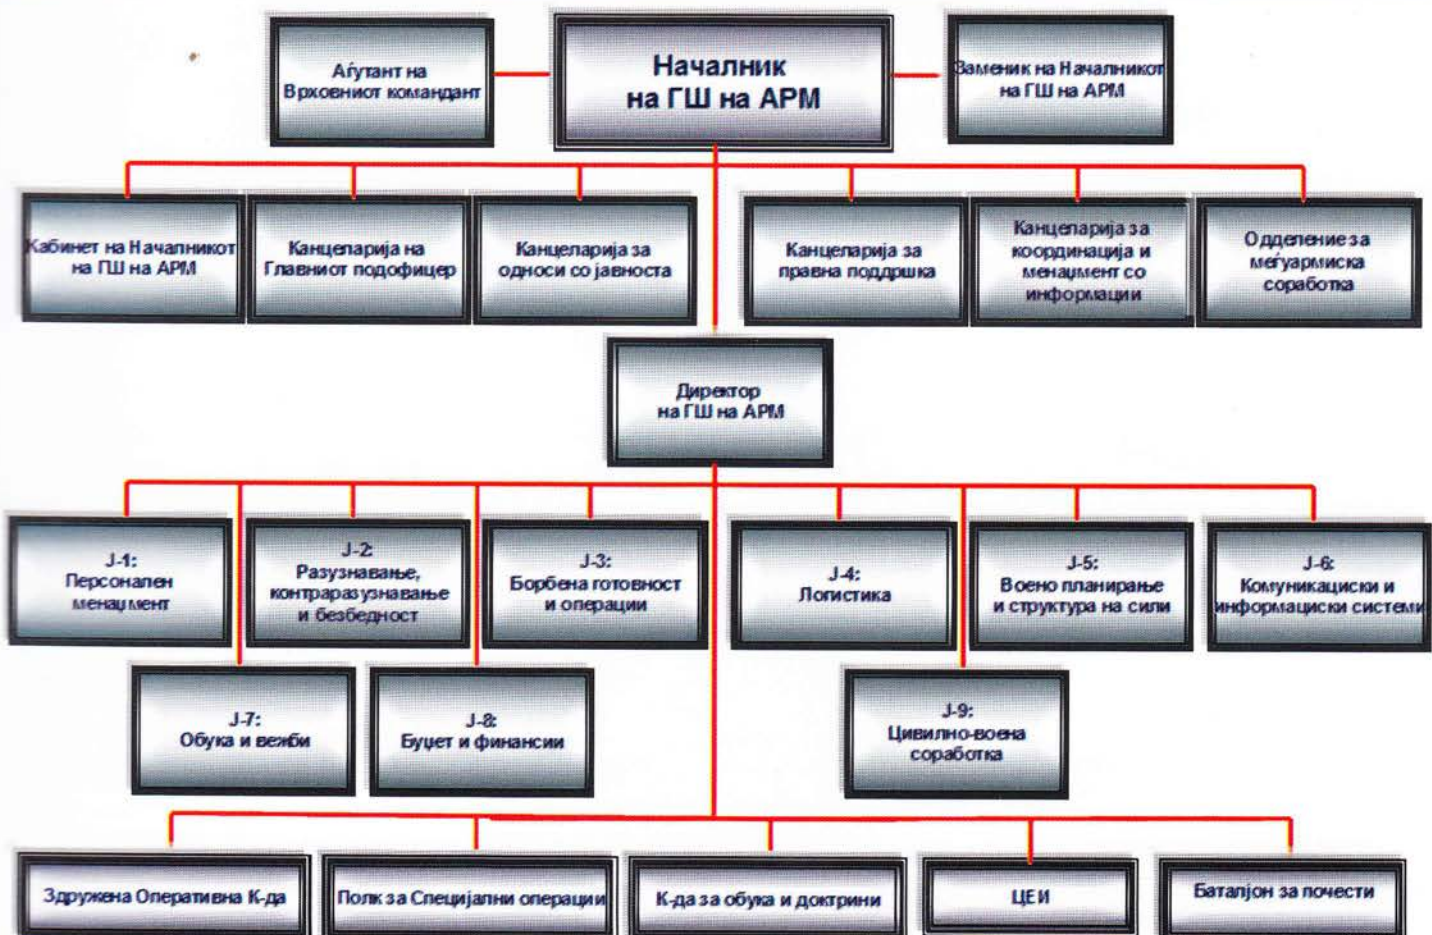 Аѓутант на
Врховниот командант
Началник
на ГШ на АРМ
Заменик на Началникот
на ГШ на АРМ
Кабинет на Началникот
на ГШ на АРМ
Канцеларија на
Главниот подофицер
Канцеларија за
односи со јавноста
Канцеларија за
правна поддршка
Канцеларија за
координација и
менаџмент со
информации
Одделение за
меѓуармиска
соработка
Директор
на ГШ на АРМ
Ј-1:
Персонален
менаџмент
Ј-2:
Разузнавање,
контраразузнавање
и безбедност
Ј-3:
Борбена готовност
и операции
Ј-4:
Логистика
Ј-5:
Воено планирање
и структура на сили
Ј-6:
Комуникациски и
информациски системи
Ј-7:
Обука и вежби
Ј-8:
Буџет и финансии
Ј-9:
Цивилно-воена
соработка
Здружена Оперативна К-да
Полк за Специјални операции
К-да за обука и доктрини
ЦЕИ
Баталјон за почести